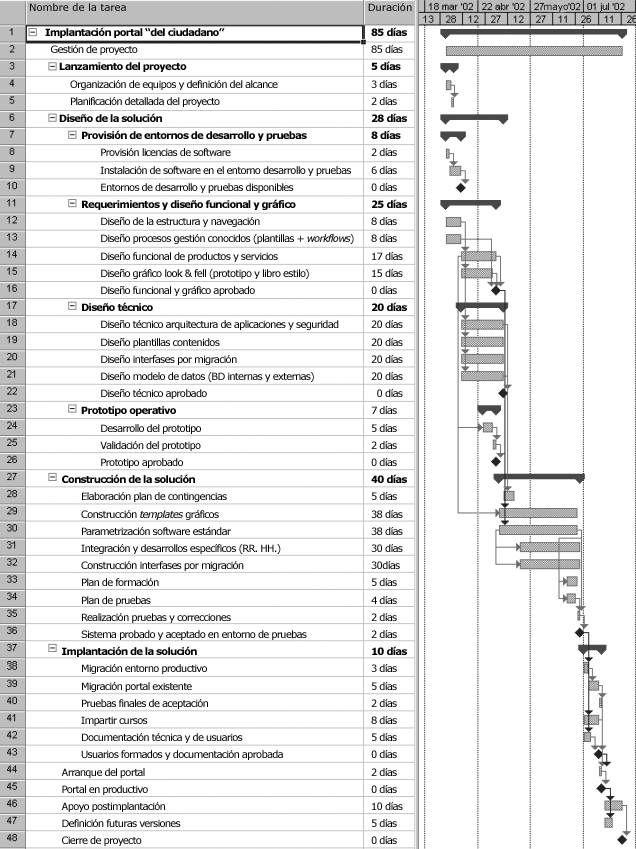 Nombre de la tarea Duración 18 mar '02 22 abr '02 27mayo'02 01 jul '02
13 28 12 27 12 27 11 26 11 26
1 Implantación portal “del ciudadano” 85 días
2 Gestión de proyecto 85 días
3 Lanzamiento del proyecto 5 días
4 Organización de equipos y definición del alcance 3 días
5 Planificación detallada del proyecto 2 días
6 Diseño de la solución 28 días
7 Provisión de entornos de desarrollo y pruebas 8 días
8 Provisión licencias de software 2 días
9 Instalación de software en el entorno desarrollo y pruebas 6 días
10 Entornos de desarrollo y pruebas disponibles 0 días
11 Requerimientos y diseño funcional y gráfico 25 días
12 Diseño de la estructura y navegación 8 días
13 Diseño procesos gestión conocidos (plantillas + workflows) 8 días
14 Diseño funcional de productos y servicios 17 días
15 Diseño gráfico look & fell (prototipo y libro estilo) 15 días
16 Diseño funcional y gráfico aprobado 0 días
17 Diseño técnico 20 días
18 Diseño técnico arquitectura de aplicaciones y seguridad 20 días
19 Diseño plantillas contenidos 20 días
20 Diseño interfases por migración 20 días
21 Diseño modelo de datos (BD internas y externas) 20 días
22 Diseño técnico aprobado 0 días
23 Prototipo operativo 7 días
24 Desarrollo del prototipo 5 días
25 Validación del prototipo 2 días
26 Prototipo aprobado 0 días
27 Construcción de la solución 40 días
28 Elaboración plan de contingencias 5 días
29 Construcción templates gráficos 38 días
30 Parametrización software estándar 38 días
31 Integración y desarrollos específicos (RR. HH.) 30 días
32 Construcción interfases por migración 30días
33 Plan de formación 5 días
34 Plan de pruebas 4 días
35 Realización pruebas y correcciones 2 días
36 Sistema probado y aceptado en entorno de pruebas 2 días
37 Implantación de la solución 10 días
38 Migración entorno productivo 3 días
39 Migración portal existente 5 días
40 Pruebas finales de aceptación 2 días
41 Impartir cursos 8 días
42 Documentación técnica y de usuarios 5 días
43 Usuarios formados y documentación aprobada 0 días
44 Arranque del portal 2 días
45 Portal en productivo 0 días
46 Apoyo postimplantación 10 días
47 Definición futuras versiones 5 días
48 Cierre de proyecto 0 días